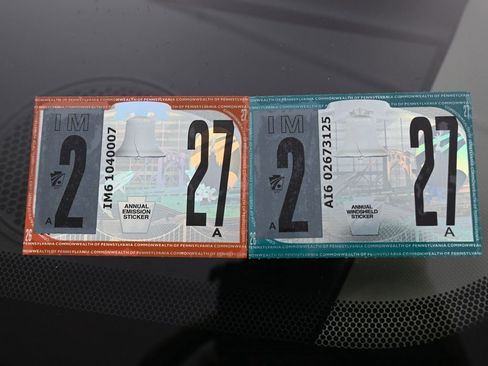 COMMONWEALTH OF PENNSYLVANIA COMMONWEALTH OF PENNSYLVANIA
IM
2
A
IM6 1040007
ANNUAL
EMISSION
STICKER
27
A
26
COMMONWEALTH OF PENNSYLVANIA COMMONWEALTH OF PENNSYLVANIA
COMMONWEALTH OF PENNSYLVANIA COMMONWEALTH OF PENNSYLVANIA
IM
2
A
AI6 02673125
ANNUAL
WINDSHIELD
STICKER
27
A
26
COMMONWEALTH OF PENNSYLVANIA COMMONWEALTH OF PENNSYLVANIA